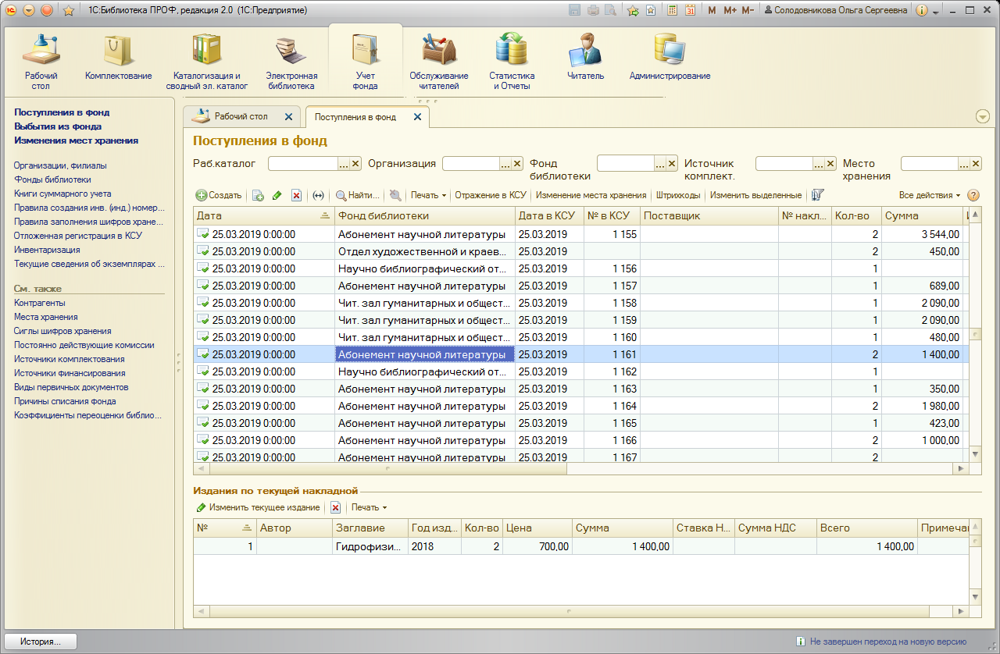 1С:Библиотека ПРОФ, редакция 2.0 (1С:Предприятие)
31 M M+ M- Солодовникова Ольга Сергеевна
Рабочий стол
Комплектование
Каталогизация и сводный эл. каталог
Электронная библиотека
Учет фонда
Обслуживание читателей
Статистика и Отчеты
Читатель
Администрирование
Поступления в фонд
Выбытия из фонда
Изменения мест хранения
Организации, филиалы
Фонды библиотеки
Книги суммарного учета
Правила создания инв. (инд.) номер...
Правила заполнения шифров хране...
Отложенная регистрация в КСУ
Инвентаризация
Текущие сведения об экземплярах ...
См. также
Контрагенты
Места хранения
Сиглы шифров хранения
Постоянно действующие комиссии
Источники комплектования
Источники финансирования
Виды первичных документов
Причины списания фонда
Коэффициенты переоценки библио...
Рабочий стол
Поступления в фонд
Поступления в фонд
Раб.каталог ... Организация ... Фонд библиотеки ... Источник комплект. ... Место хранения ...
Создать Найти... Печать Отражение в КСУ Изменение места хранения Штрихкоды Изменить выделенные Все действия ?
Дата Фонд библиотеки Дата в КСУ № в КСУ Поставщик № накл... Кол-во Сумма
25.03.2019 0:00:00 Абонемент научной литературы 25.03.2019 1 155 2 3 544,00
25.03.2019 0:00:00 Отдел художественной и краев... 25.03.2019 2 450,00
25.03.2019 0:00:00 Научно библиографический от... 25.03.2019 1 156 1
25.03.2019 0:00:00 Абонемент научной литературы 25.03.2019 1 157 1 689,00
25.03.2019 0:00:00 Чит. зал гуманитарных и общест... 25.03.2019 1 158 1 2 090,00
25.03.2019 0:00:00 Чит. зал гуманитарных и общест... 25.03.2019 1 159 1 2 090,00
25.03.2019 0:00:00 Чит. зал гуманитарных и общест... 25.03.2019 1 160 1 480,00
25.03.2019 0:00:00 Абонемент научной литературы 25.03.2019 1 161 2 1 400,00
25.03.2019 0:00:00 Научно библиографический от... 25.03.2019 1 162 1
25.03.2019 0:00:00 Абонемент научной литературы 25.03.2019 1 163 1 350,00
25.03.2019 0:00:00 Абонемент научной литературы 25.03.2019 1 164 2 1 980,00
25.03.2019 0:00:00 Абонемент научной литературы 25.03.2019 1 165 1 423,00
25.03.2019 0:00:00 Абонемент научной литературы 25.03.2019 1 166 2 1 000,00
25.03.2019 0:00:00 Абонемент научной литературы 25.03.2019 1 167 2
Издания по текущей накладной
Изменить текущее издание Печать
№ Автор Заглавие Год изд... Кол-во Цена Сумма Ставка Н... Сумма НДС Всего Примеча
1 Гидрофизи... 2018 2 700,00 1 400,00 1 400,00
История... Не завершен переход на новую версию